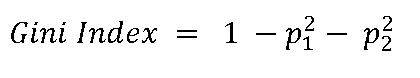 Gini Index = 1 − p₁² − p₂²